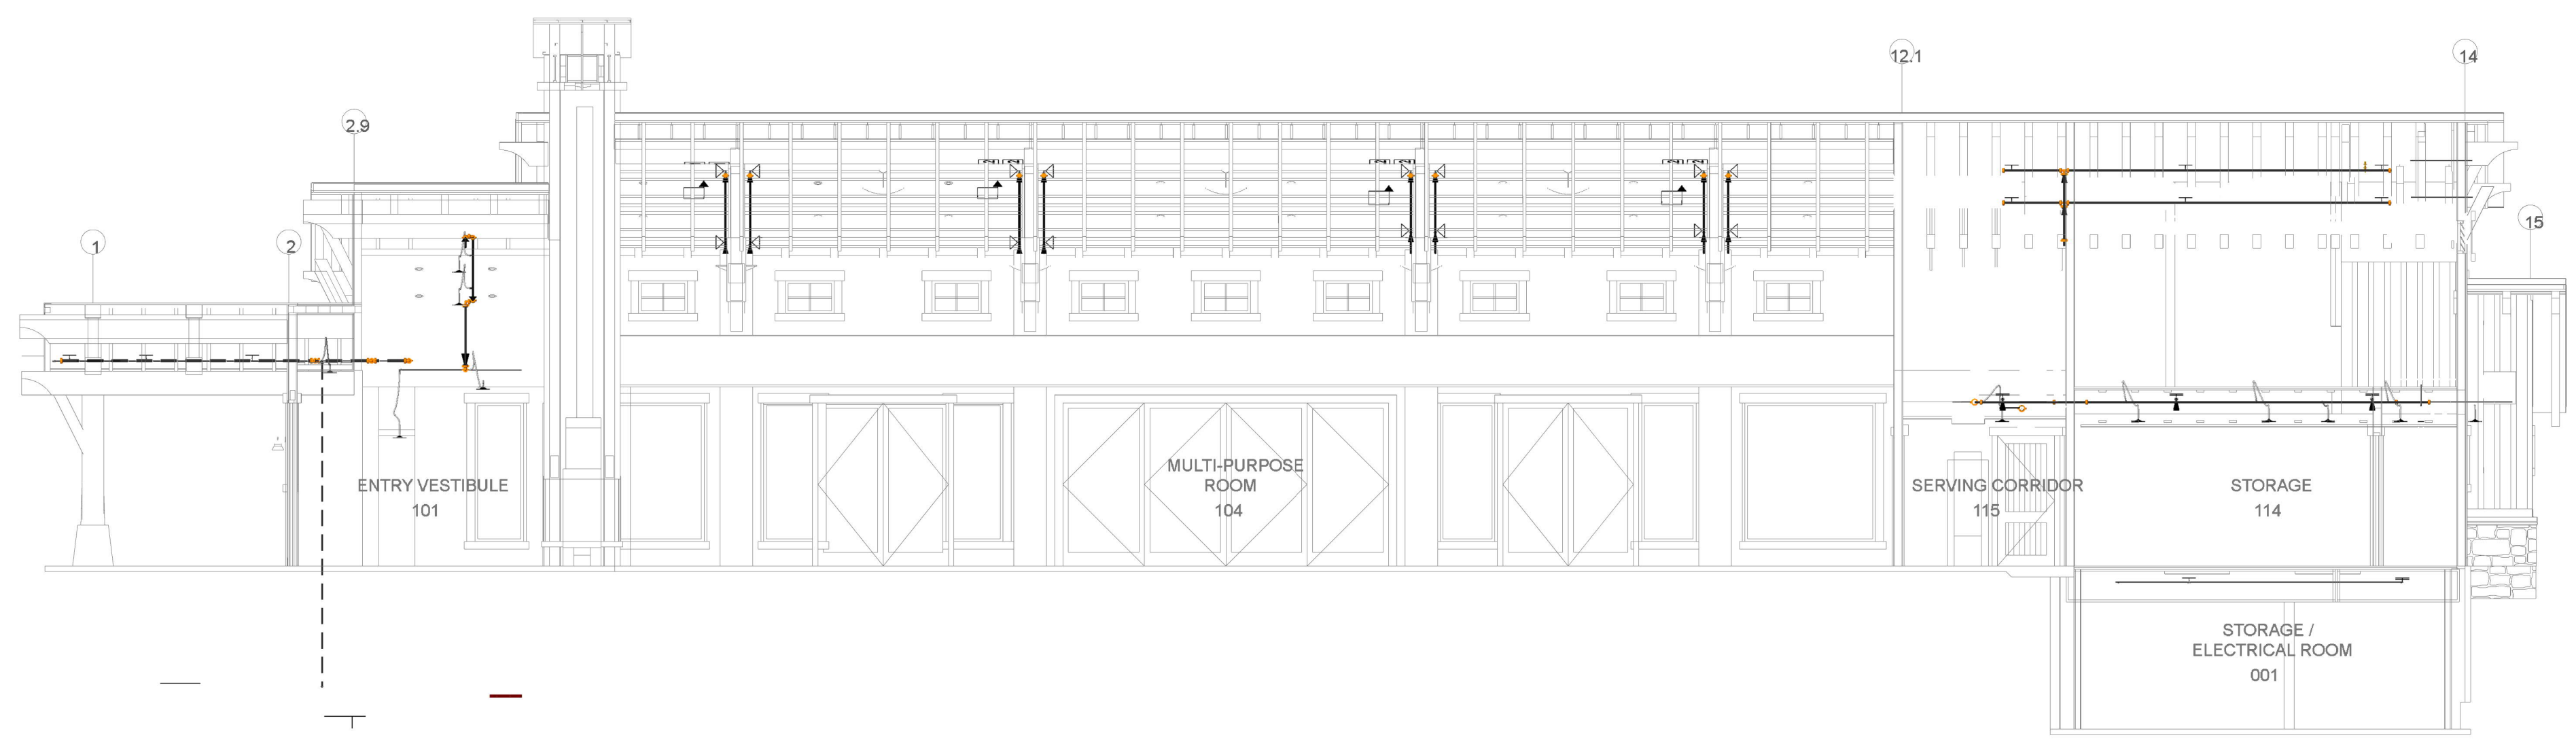 12.1
14
2.9
15
1
2
ENTRY VESTIBULE
101
MULTI-PURPOSE
ROOM
104
SERVING CORRIDOR
115
STORAGE
114
STORAGE /
ELECTRICAL ROOM
001